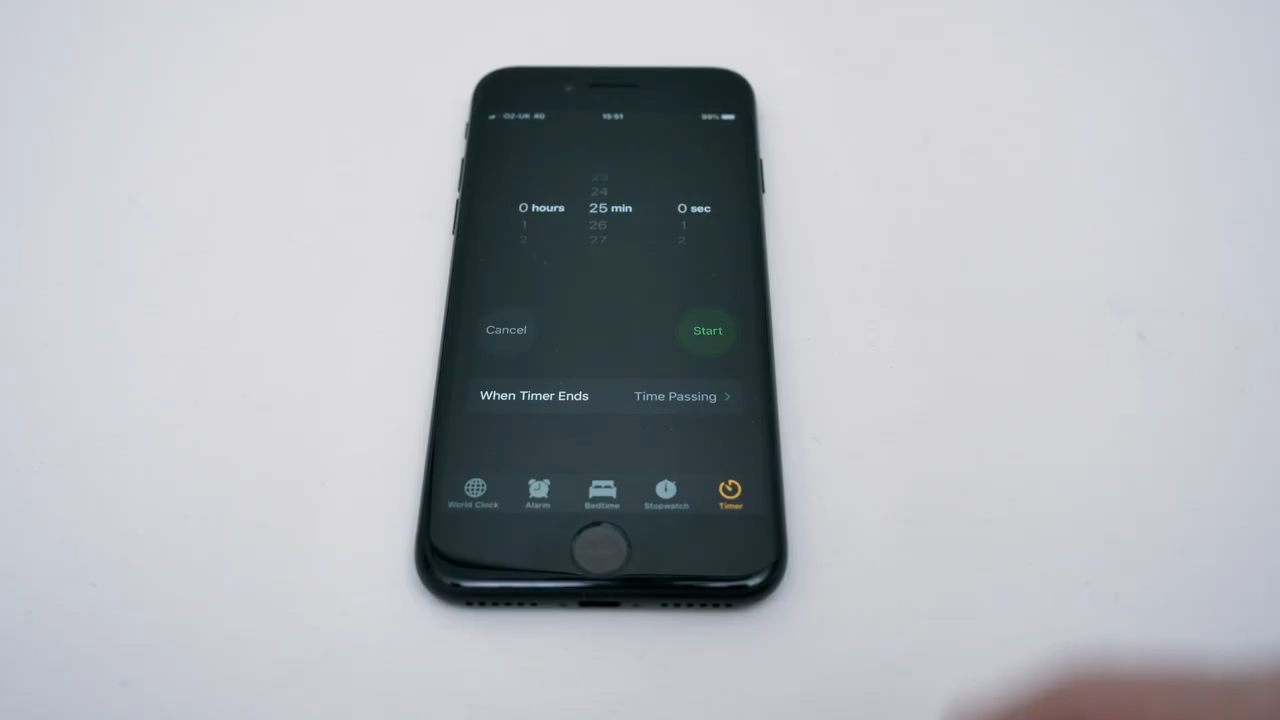 O2-UK 4G 15:51 99%
23
24
0 hours 25 min 0 sec
1 26 1
2 27 2
Cancel Start
When Timer Ends Time Passing
World Clock Alarm Bedtime Stopwatch Timer